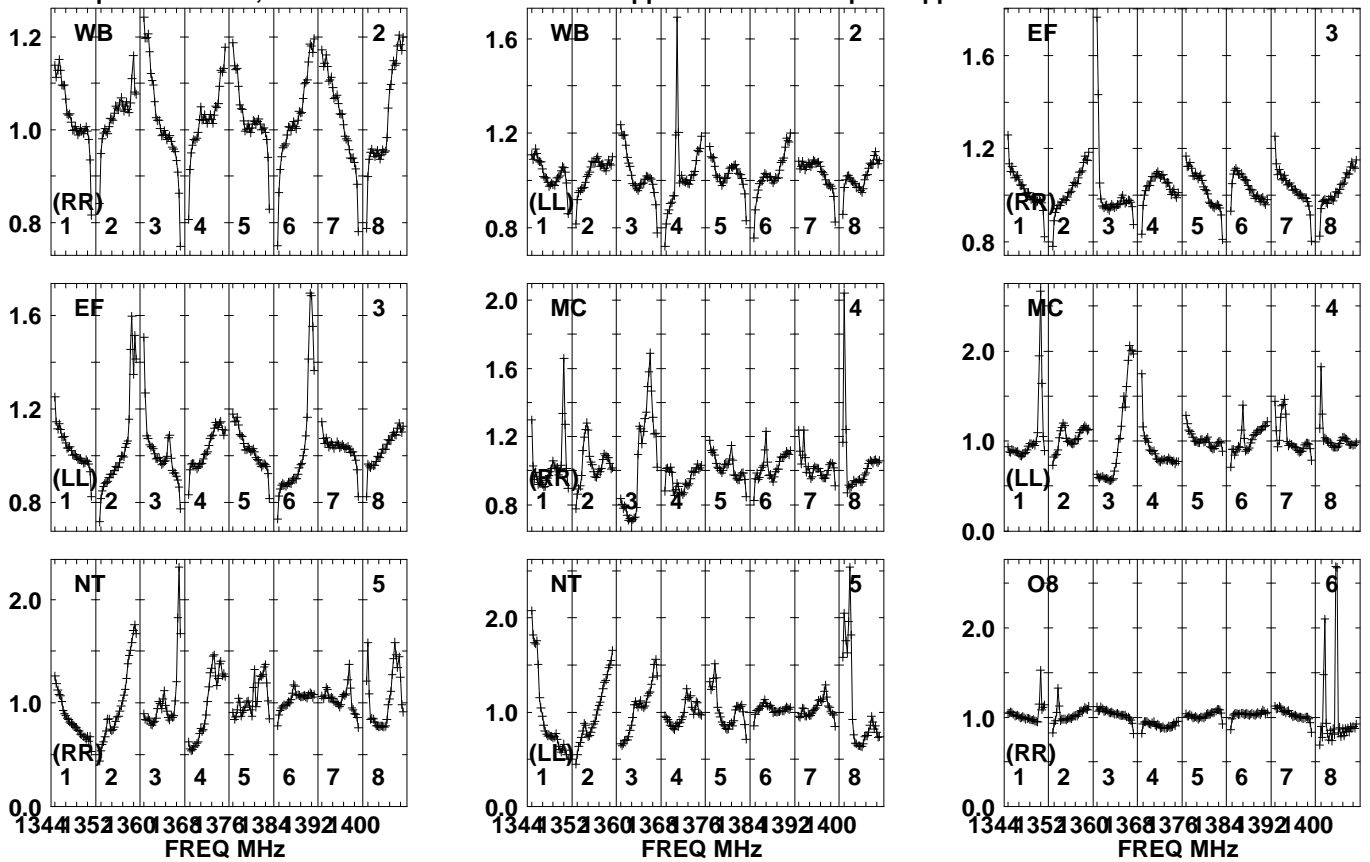 WB 2 WB 2 EF 3
1.2 1.6 1.6
1.0 1.2 1.2
0.8 0.8 0.8
(RR) (LL) (RR)
1 2 3 4 5 6 7 8 1 2 3 4 5 6 7 8 1 2 3 4 5 6 7 8
EF 3 MC 4 MC 4
1.6 2.0 2.0
1.2 1.6 1.0
0.8 1.2 0.0
1.0
0.8
(LL) (RR) (LL)
1 2 3 4 5 6 7 8 1 2 3 4 5 6 7 8 1 2 3 4 5 6 7 8
NT 5 NT 5 O8 6
2.0 2.0 2.0
1.0 1.0 1.0
0.0 0.0 0.0
(RR) (LL) (RR)
1 2 3 4 5 6 7 8 1 2 3 4 5 6 7 8 1 2 3 4 5 6 7 8
1344 1352 1360 1368 1376 1384 1392 1400 1344 1352 1360 1368 1376 1384 1392 1400 1344 1352 1360 1368 1376 1384 1392 1400
FREQ MHz FREQ MHz FREQ MHz